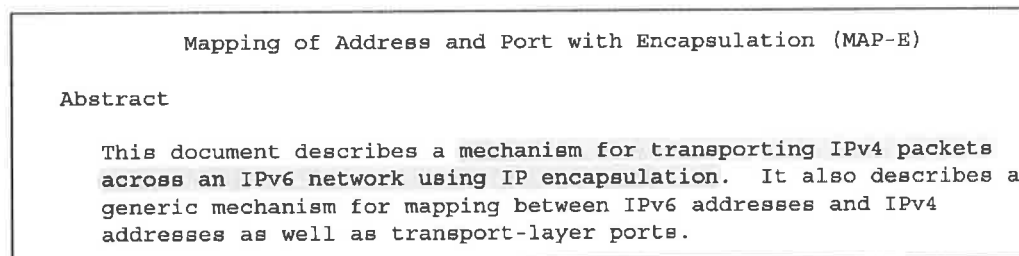 Mapping of Address and Port with Encapsulation (MAP-E)
Abstract
This document describes a mechanism for transporting IPv4 packets
across an IPv6 network using IP encapsulation. It also describes a
generic mechanism for mapping between IPv6 addresses and IPv4
addresses as well as transport-layer ports.